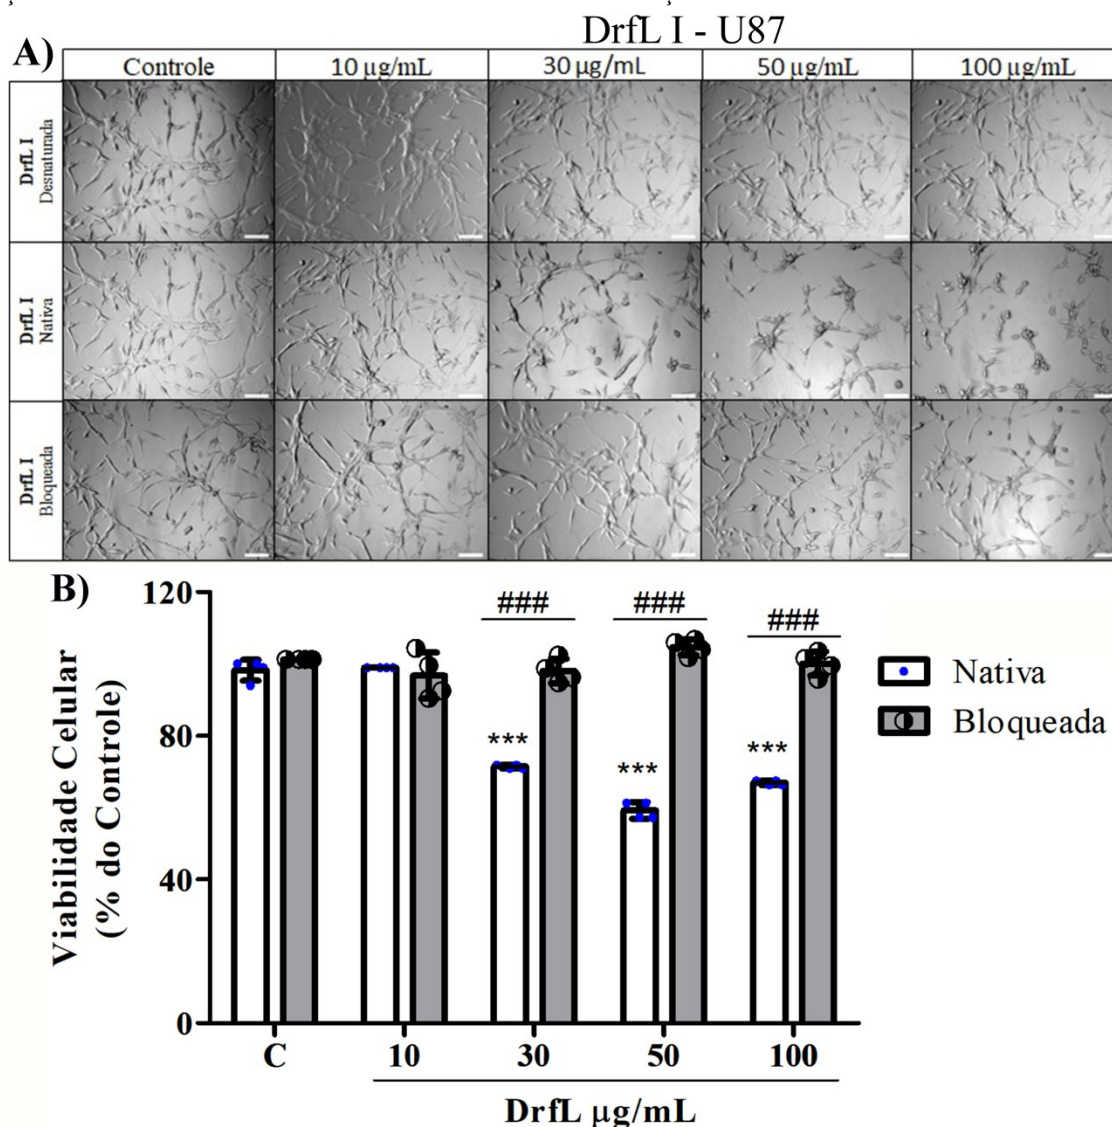 DrfL I - U87
A)
Controle 10 µg/mL 30 µg/mL 50 µg/mL 100 µg/mL
DrfL I
Desnaturada
DrfL I
Nativa
DrfL I
Bloqueada
B)
120
80
40
0
Viabilidade Celular
(% do Controle)
### ### ###
*** *** ***
Nativa
Bloqueada
C 10 30 50 100
DrfL µg/mL